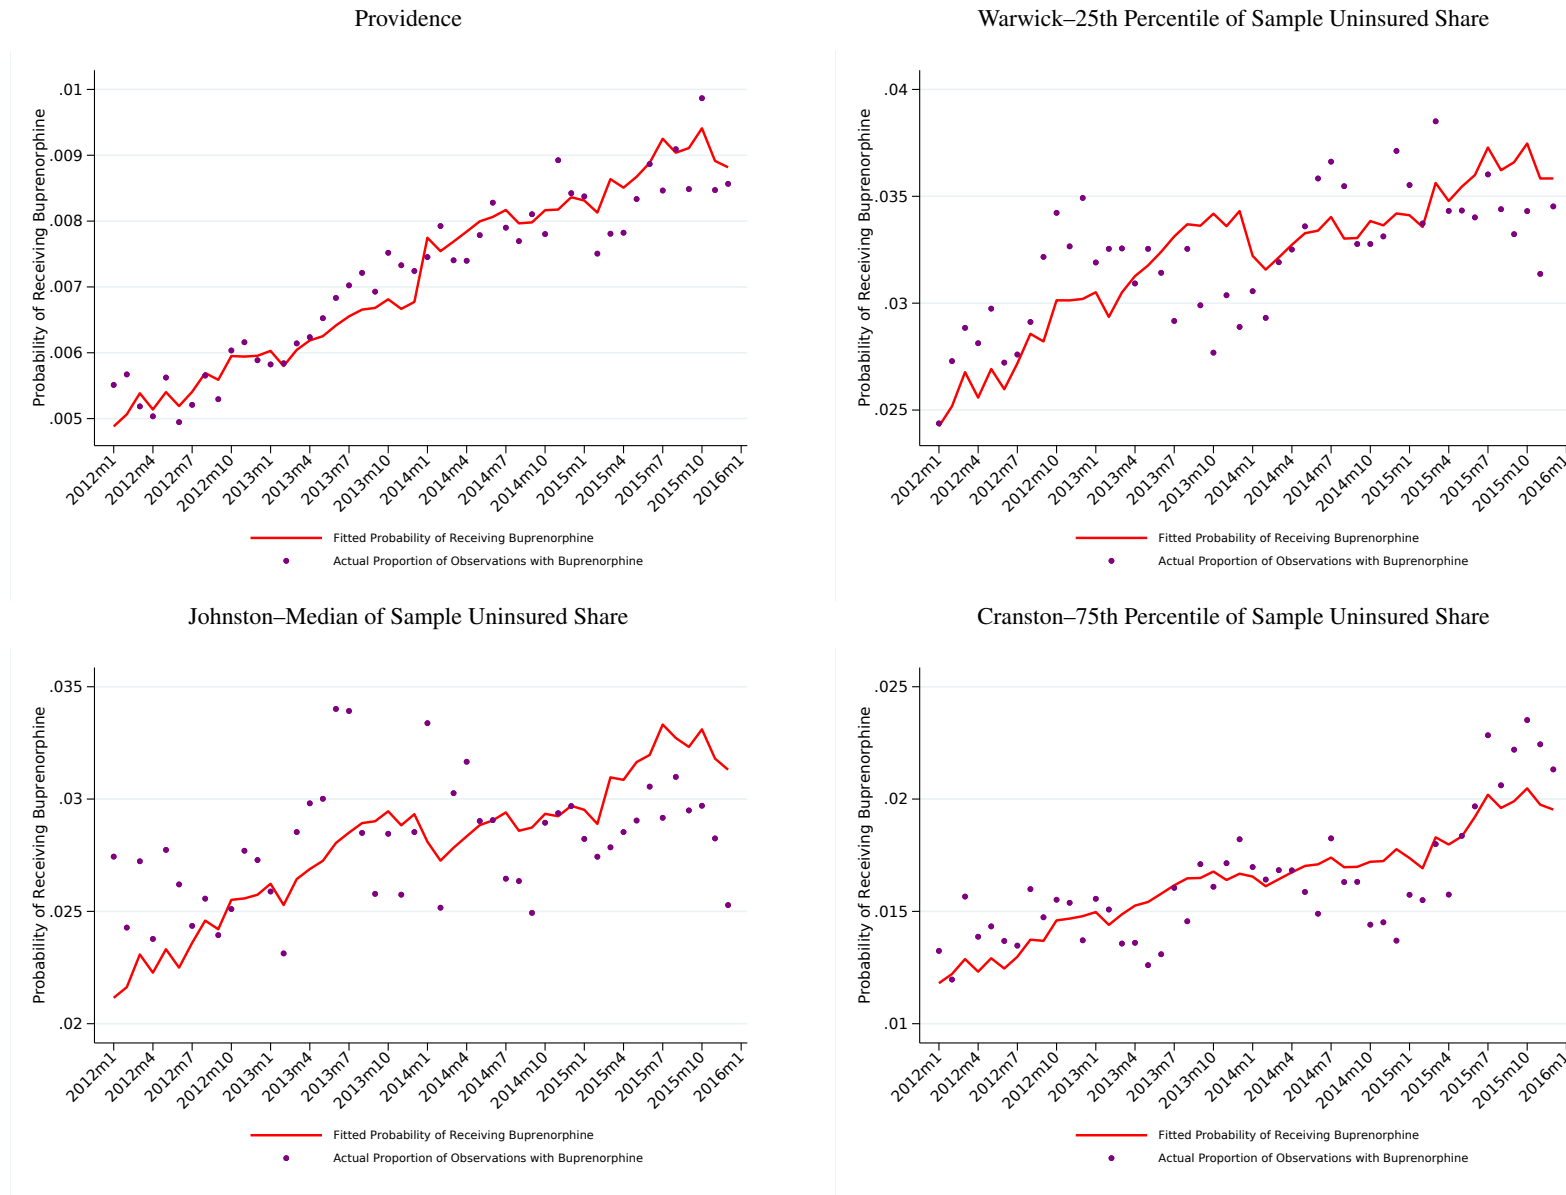 Providence
Probability of Receiving Buprenorphine
.01
.009
.008
.007
.006
.005
2012m1
2012m4
2012m7
2012m10
2013m1
2013m4
2013m7
2013m10
2014m1
2014m4
2014m7
2014m10
2015m1
2015m4
2015m7
2015m10
2016m1
Fitted Probability of Receiving Buprenorphine
Actual Proportion of Observations with Buprenorphine
Warwick–25th Percentile of Sample Uninsured Share
Probability of Receiving Buprenorphine
.04
.035
.03
.025
2012m1
2012m4
2012m7
2012m10
2013m1
2013m4
2013m7
2013m10
2014m1
2014m4
2014m7
2014m10
2015m1
2015m4
2015m7
2015m10
2016m1
Fitted Probability of Receiving Buprenorphine
Actual Proportion of Observations with Buprenorphine
Johnston–Median of Sample Uninsured Share
Probability of Receiving Buprenorphine
.035
.03
.025
.02
2012m1
2012m4
2012m7
2012m10
2013m1
2013m4
2013m7
2013m10
2014m1
2014m4
2014m7
2014m10
2015m1
2015m4
2015m7
2015m10
2016m1
Fitted Probability of Receiving Buprenorphine
Actual Proportion of Observations with Buprenorphine
Cranston–75th Percentile of Sample Uninsured Share
Probability of Receiving Buprenorphine
.025
.02
.015
.01
2012m1
2012m4
2012m7
2012m10
2013m1
2013m4
2013m7
2013m10
2014m1
2014m4
2014m7
2014m10
2015m1
2015m4
2015m7
2015m10
2016m1
Fitted Probability of Receiving Buprenorphine
Actual Proportion of Observations with Buprenorphine